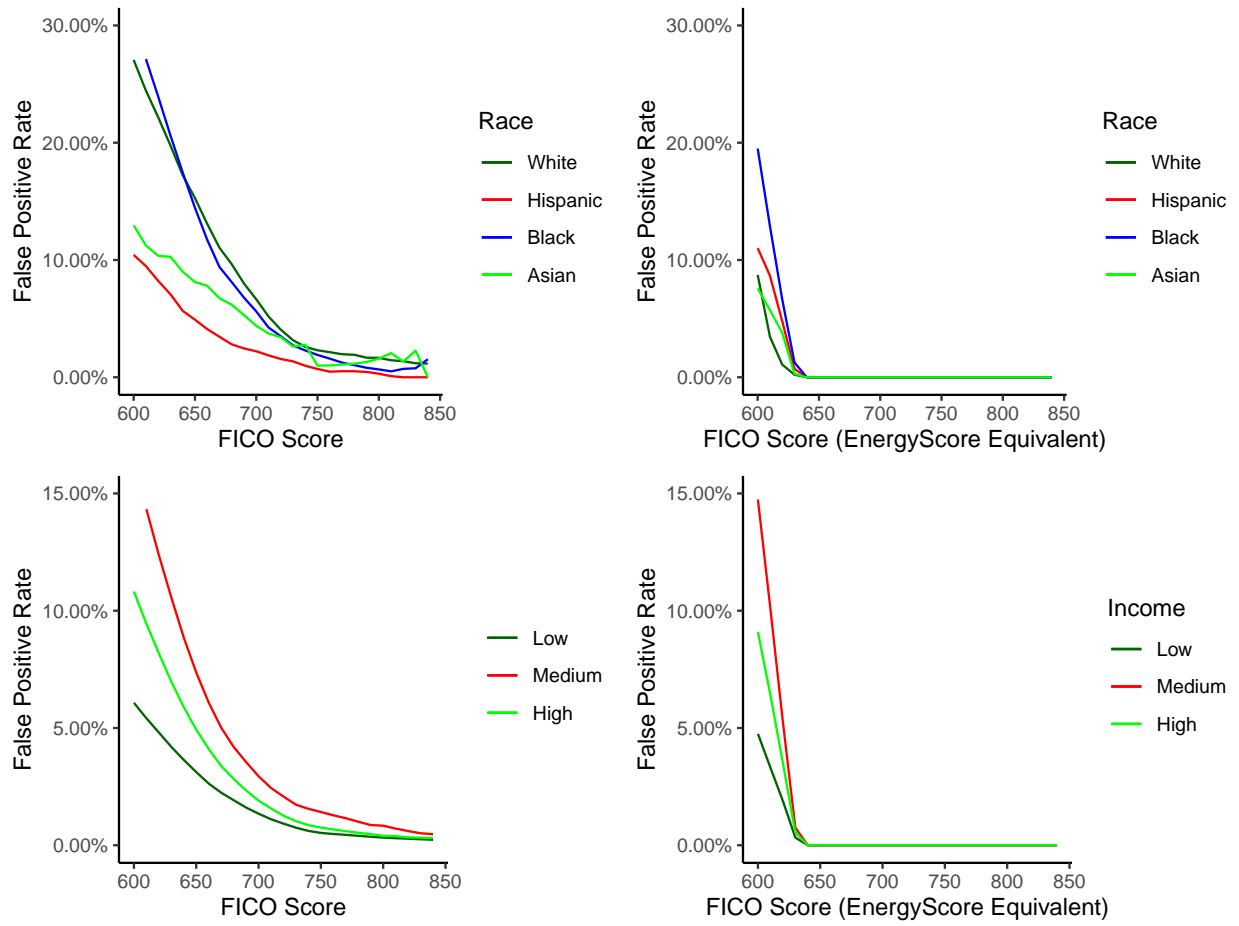 30.00%
20.00%
10.00%
0.00%
False Positive Rate
600 650 700 750 800 850
FICO Score
Race
White
Hispanic
Black
Asian
30.00%
20.00%
10.00%
0.00%
False Positive Rate
600 650 700 750 800 850
FICO Score (EnergyScore Equivalent)
Race
White
Hispanic
Black
Asian
15.00%
10.00%
5.00%
0.00%
False Positive Rate
600 650 700 750 800 850
FICO Score
Low
Medium
High
15.00%
10.00%
5.00%
0.00%
False Positive Rate
600 650 700 750 800 850
FICO Score (EnergyScore Equivalent)
Income
Low
Medium
High